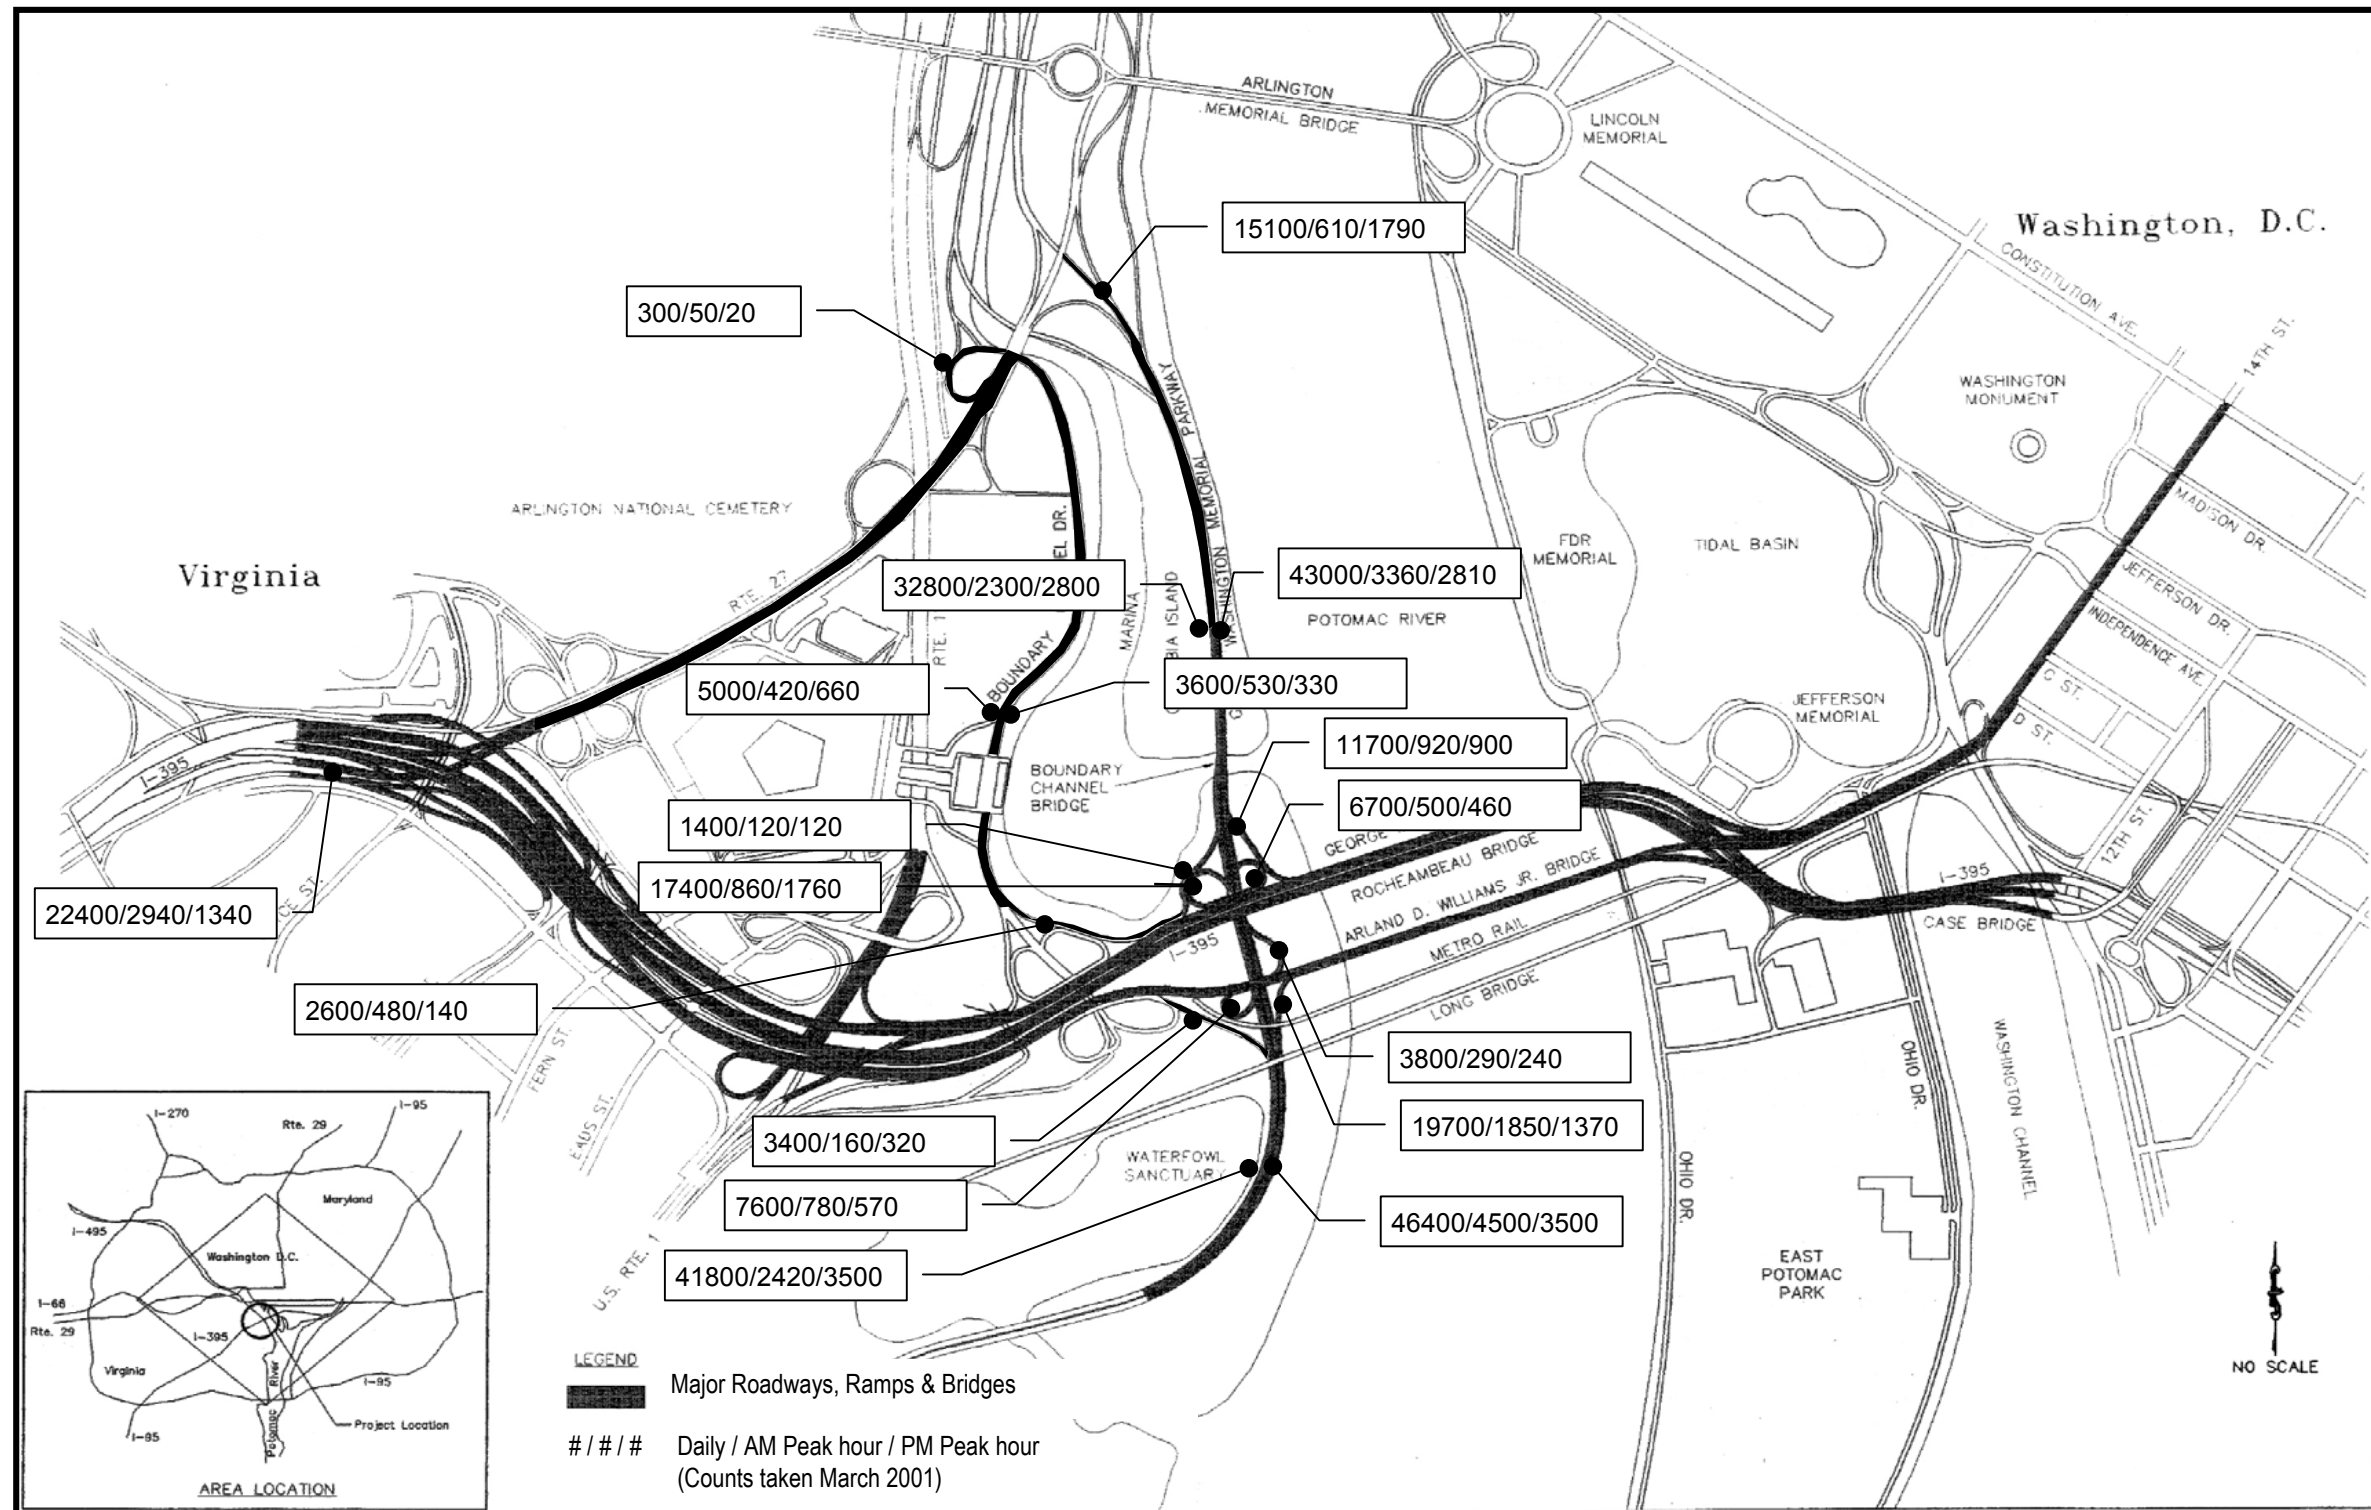 ARLINGTON
MEMORIAL BRIDGE
LINCOLN
MEMORIAL
Washington, D.C.
CONSTITUTION AVE.
14TH ST.
15100/610/1790
300/50/20
WASHINGTON
MONUMENT
MADISON DR.
JEFFERSON DR.
INDEPENDENCE AVE.
C ST.
D ST.
12TH ST.
ARLINGTON NATIONAL CEMETERY
Virginia
RTE. 27
RTE. 1
BOUNDARY
EL DR.
MARINA
BIA ISLAND
WASHINGTON MEMORIAL PARKWAY
G
FDR
MEMORIAL
TIDAL BASIN
POTOMAC RIVER
JEFFERSON
MEMORIAL
32800/2300/2800
43000/3360/2810
5000/420/660
3600/530/330
11700/920/900
BOUNDARY
CHANNEL
BRIDGE
6700/500/460
1400/120/120
17400/860/1760
I-395
22400/2940/1340
CE ST.
GEORGE
ROCHEAMBEAU BRIDGE
ARLAND D. WILLIAMS JR. BRIDGE
METRO RAIL
LONG BRIDGE
I-395
I-395
CASE BRIDGE
2600/480/140
FERN ST.
EADS ST.
U.S. RTE. 1
3800/290/240
3400/160/320
19700/1850/1370
WATERFOWL
SANCTUARY
7600/780/570
46400/4500/3500
41800/2420/3500
OHIO DR.
OHIO DR.
WASHINGTON CHANNEL
EAST
POTOMAC
PARK
NO SCALE
I-270
Rte. 29
I-95
Maryland
I-495
Washington D.C.
I-66
Rte. 29
I-395
Virginia
River
Potomac
I-95
I-95
Project Location
AREA LOCATION
LEGEND
Major Roadways, Ramps & Bridges
# / # / # Daily / AM Peak hour / PM Peak hour
(Counts taken March 2001)